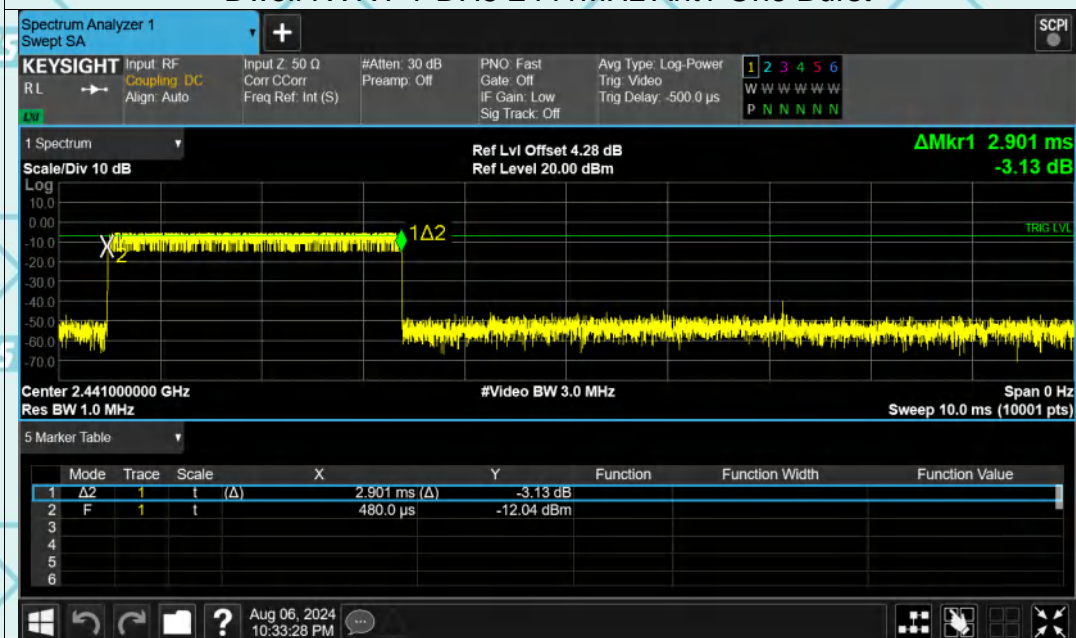 Spectrum Analyzer 1
Swept SA
+
SCPI
KEYSIGHT
RL
LXI
Input: RF
Coupling: DC
Align: Auto
Input Z: 50 Ω
Corr CCorr
Freq Ref: Int (S)
#Atten: 30 dB
Preamp: Off
PNO: Fast
Gate: Off
IF Gain: Low
Sig Track: Off
Avg Type: Log-Power
Trig: Video
Trig Delay: -500.0 µs
1 2 3 4 5 6
W W W W W W
P N N N N N
1 Spectrum
Scale/Div 10 dB
Ref Lvl Offset 4.28 dB
Ref Level 20.00 dBm
ΔMkr1 2.901 ms
-3.13 dB
Log
10.0
0.00
-10.0
-20.0
-30.0
-40.0
-50.0
-60.0
-70.0
2
1Δ2
TRIG LVL
Center 2.441000000 GHz
#Video BW 3.0 MHz
Span 0 Hz
Res BW 1.0 MHz
Sweep 10.0 ms (10001 pts)
5 Marker Table
Mode Trace Scale X Y Function Function Width Function Value
1 Δ2 1 t (Δ) 2.901 ms (Δ) -3.13 dB
2 F 1 t 480.0 µs -12.04 dBm
3
4
5
6
?
Aug 06, 2024
10:33:28 PM